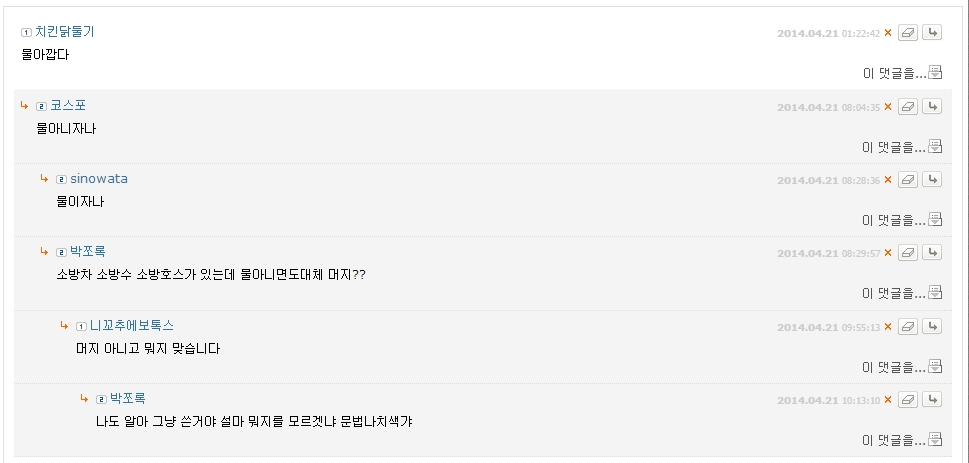 1 치킨닭둘기 2014.04.21 01:22:42
물아깝다
이 댓글을...
2 코스포 2014.04.21 08:04:35
물아니자나
이 댓글을...
2 sinowata 2014.04.21 08:28:36
물이자나
이 댓글을...
2 박쪼록 2014.04.21 08:29:57
소방차 소방수 소방호스가 있는데 물아니면도대체 머지??
이 댓글을...
1 니꼬추에보톡스 2014.04.21 09:55:13
머지 아니고 뭐지 맞습니다
이 댓글을...
2 박쪼록 2014.04.21 10:13:10
나도 알아 그냥 쓴거야 설마 뭐지를 모르겟냐 문법나치색갸
이 댓글을...